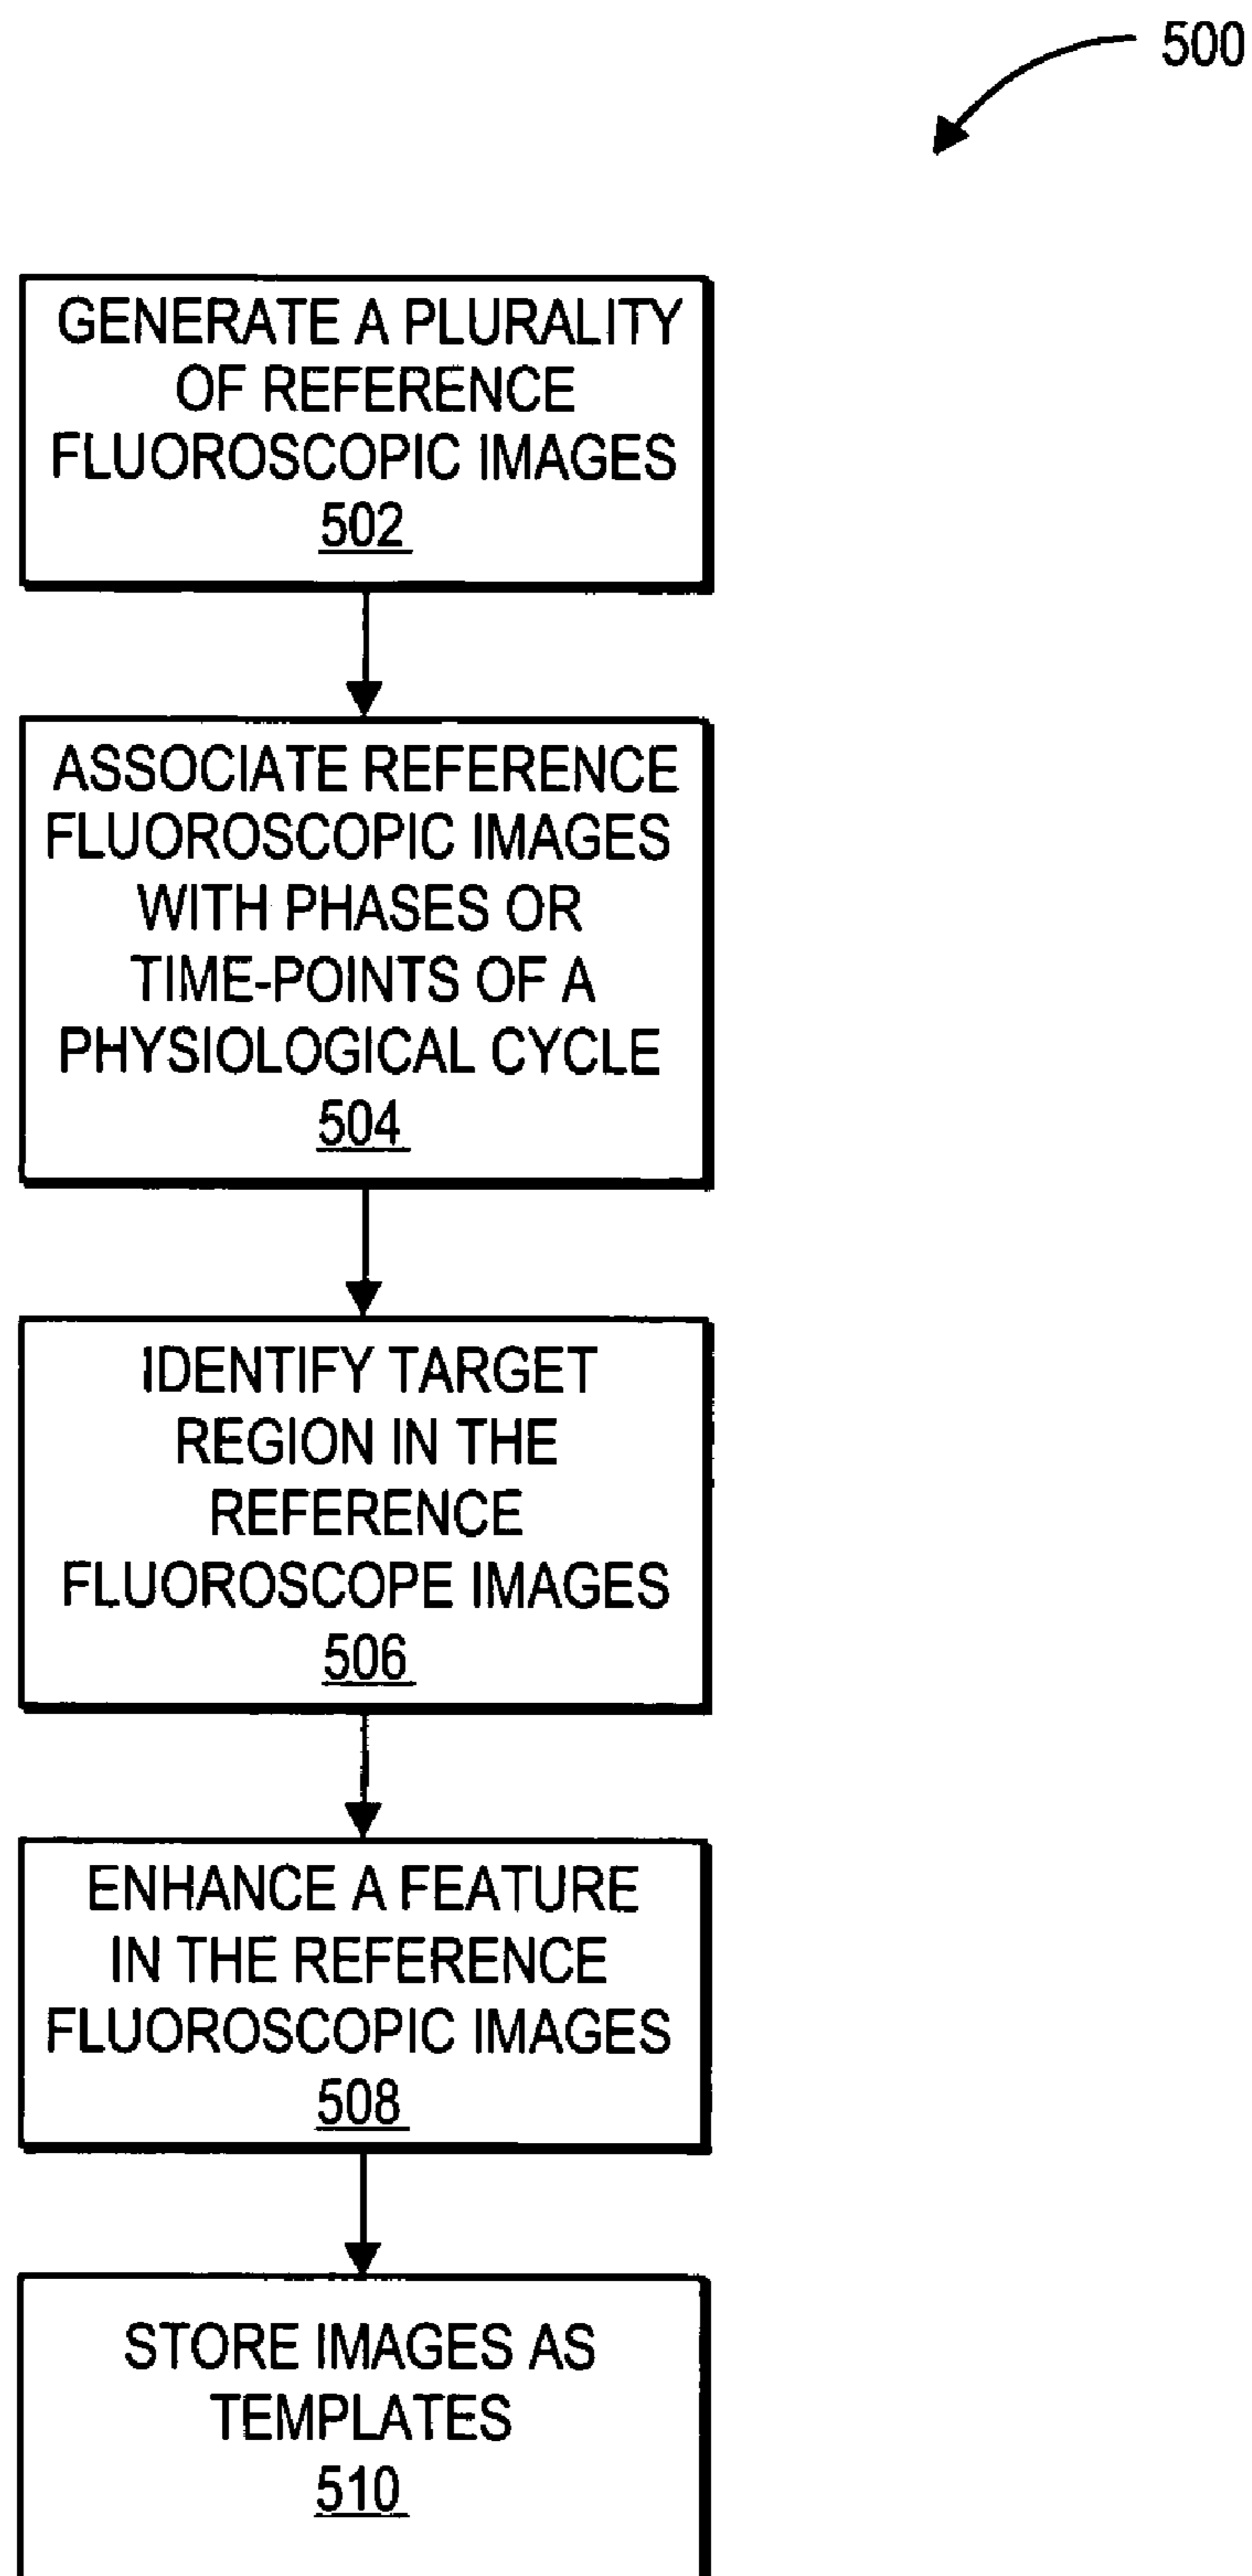 500
GENERATE A PLURALITY
OF REFERENCE
FLUOROSCOPIC IMAGES
502
ASSOCIATE REFERENCE
FLUOROSCOPIC IMAGES
WITH PHASES OR
TIME-POINTS OF A
PHYSIOLOGICAL CYCLE
504
IDENTIFY TARGET
REGION IN THE
REFERENCE
FLUOROSCOPE IMAGES
506
ENHANCE A FEATURE
IN THE REFERENCE
FLUOROSCOPIC IMAGES
508
STORE IMAGES AS
TEMPLATES
510